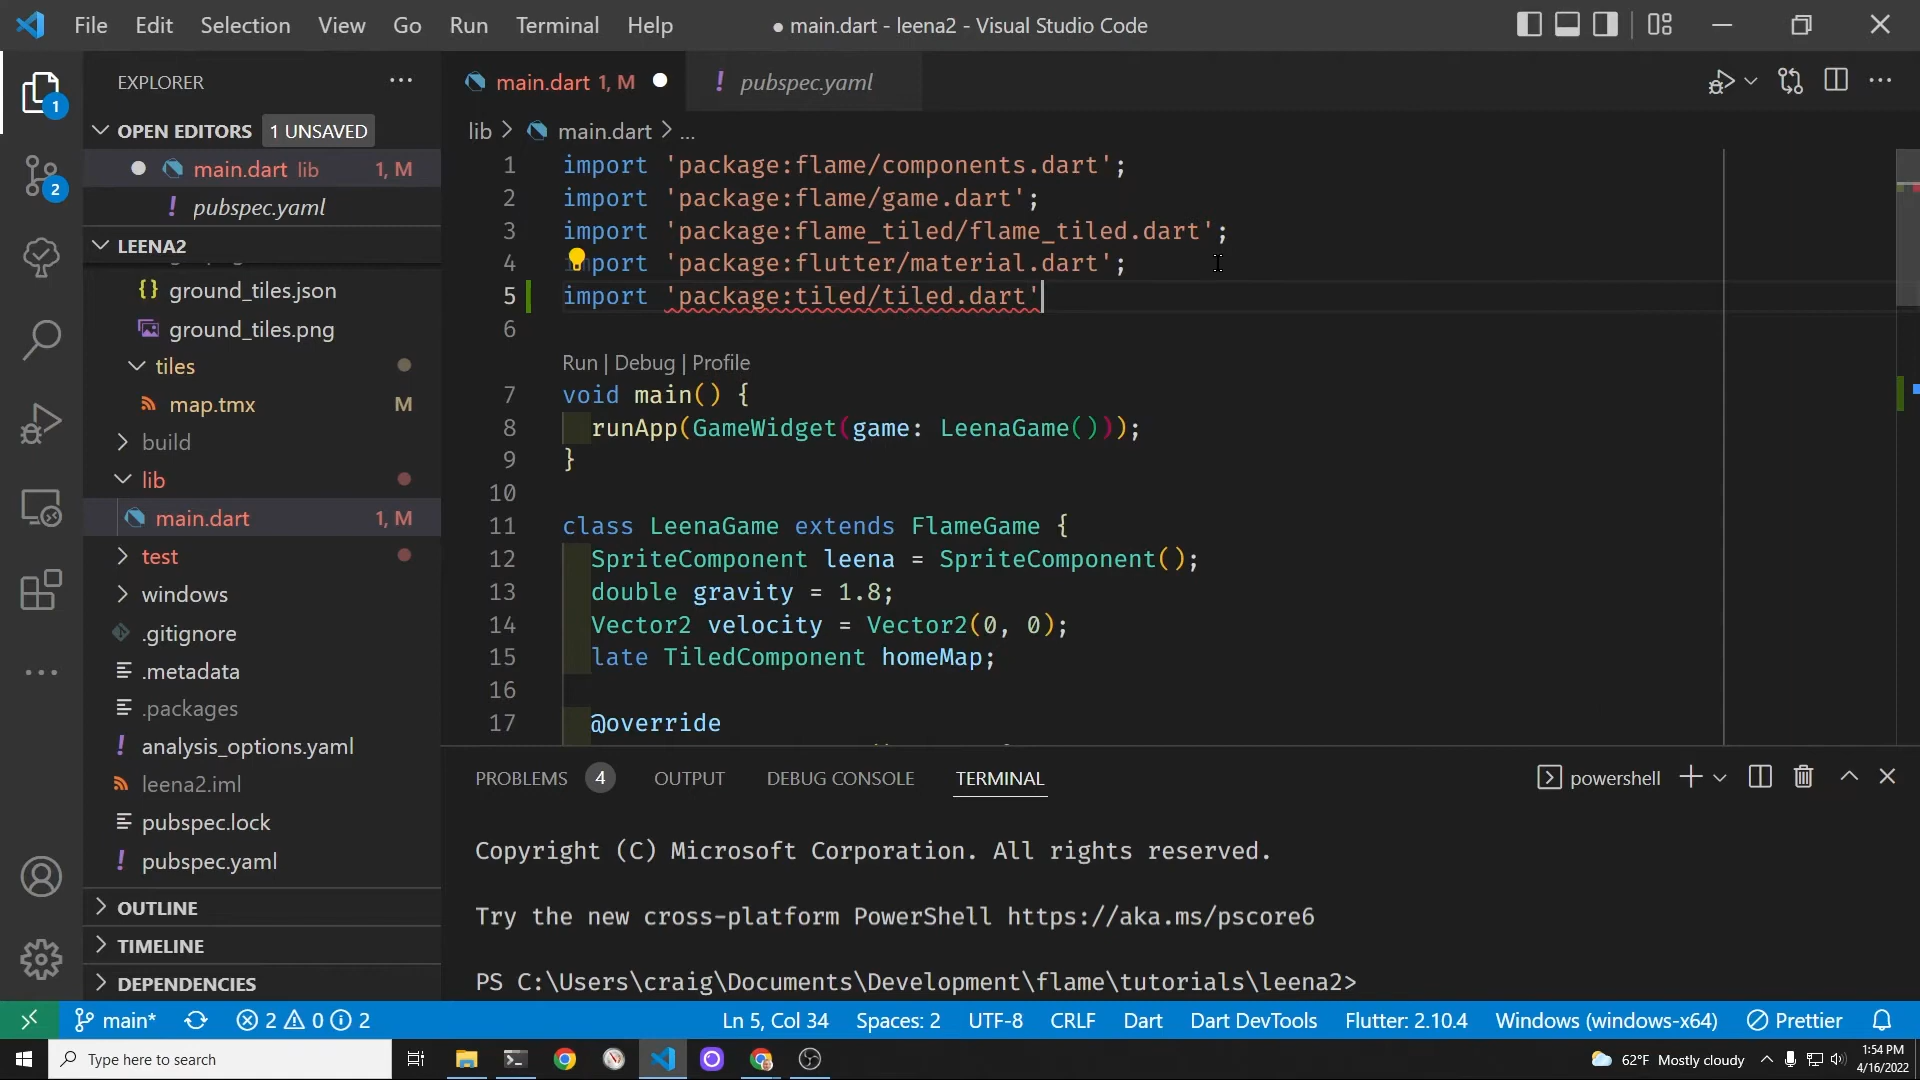 File Edit Selection View Go Run Terminal Help
● main.dart - leena2 - Visual Studio Code
EXPLORER
main.dart 1, M
! pubspec.yaml
1
OPEN EDITORS 1 UNSAVED
lib > main.dart > ...
main.dart lib 1, M
! pubspec.yaml
2
LEENA2
ground_tiles.json
ground_tiles.png
tiles
map.tmx M
build
lib
main.dart 1, M
test
windows
.gitignore
.metadata
.packages
! analysis_options.yaml
leena2.iml
pubspec.lock
! pubspec.yaml
OUTLINE
TIMELINE
DEPENDENCIES
1 import 'package:flame/components.dart';
2 import 'package:flame/game.dart';
3 import 'package:flame_tiled/flame_tiled.dart';
4 import 'package:flutter/material.dart';
5 import 'package:tiled/tiled.dart'
6
Run | Debug | Profile
7 void main() {
8 runApp(GameWidget(game: LeenaGame()));
9 }
10
11 class LeenaGame extends FlameGame {
12 SpriteComponent leena = SpriteComponent();
13 double gravity = 1.8;
14 Vector2 velocity = Vector2(0, 0);
15 late TiledComponent homeMap;
16
17 @override
PROBLEMS 4 OUTPUT DEBUG CONSOLE TERMINAL
powershell
Copyright (C) Microsoft Corporation. All rights reserved.
Try the new cross-platform PowerShell https://aka.ms/pscore6
PS C:\Users\craig\Documents\Development\flame\tutorials\leena2>
main* 2 0 2
Ln 5, Col 34 Spaces: 2 UTF-8 CRLF Dart Dart DevTools Flutter: 2.10.4 Windows (windows-x64) Prettier
Type here to search
62°F Mostly cloudy
1:54 PM
4/16/2022